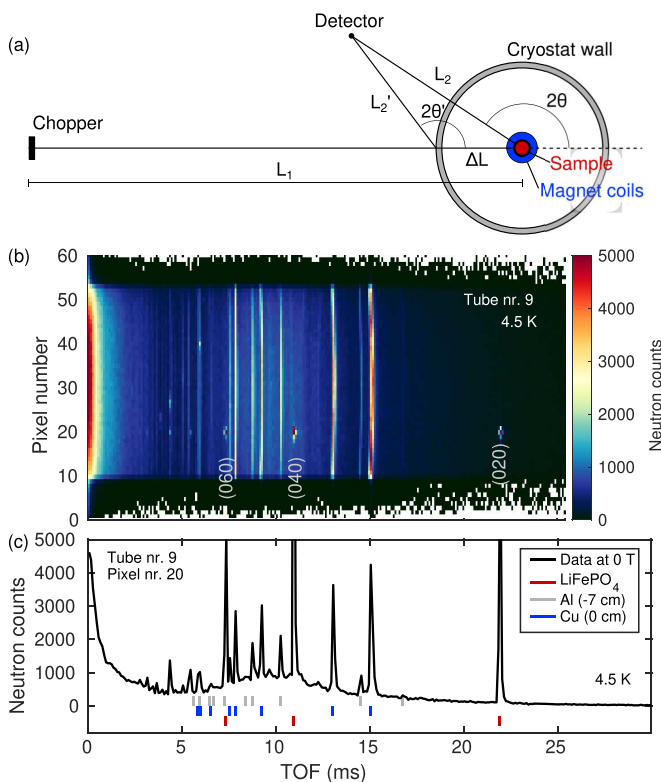 (a)
Detector
Cryostat wall
L2
L2'
2θ'
2θ
Chopper
ΔL
Sample
L1
Magnet coils
(b)
60
50
40
30
20
10
0
Pixel number
Tube nr. 9
4.5 K
(060)
(040)
(020)
5000
4000
3000
2000
1000
0
Neutron counts
(c)
5000
4000
3000
2000
1000
0
Neutron counts
Tube nr. 9
Pixel nr. 20
Data at 0 T
LiFePO4
Al (-7 cm)
Cu (0 cm)
4.5 K
0 5 10 15 20 25
TOF (ms)